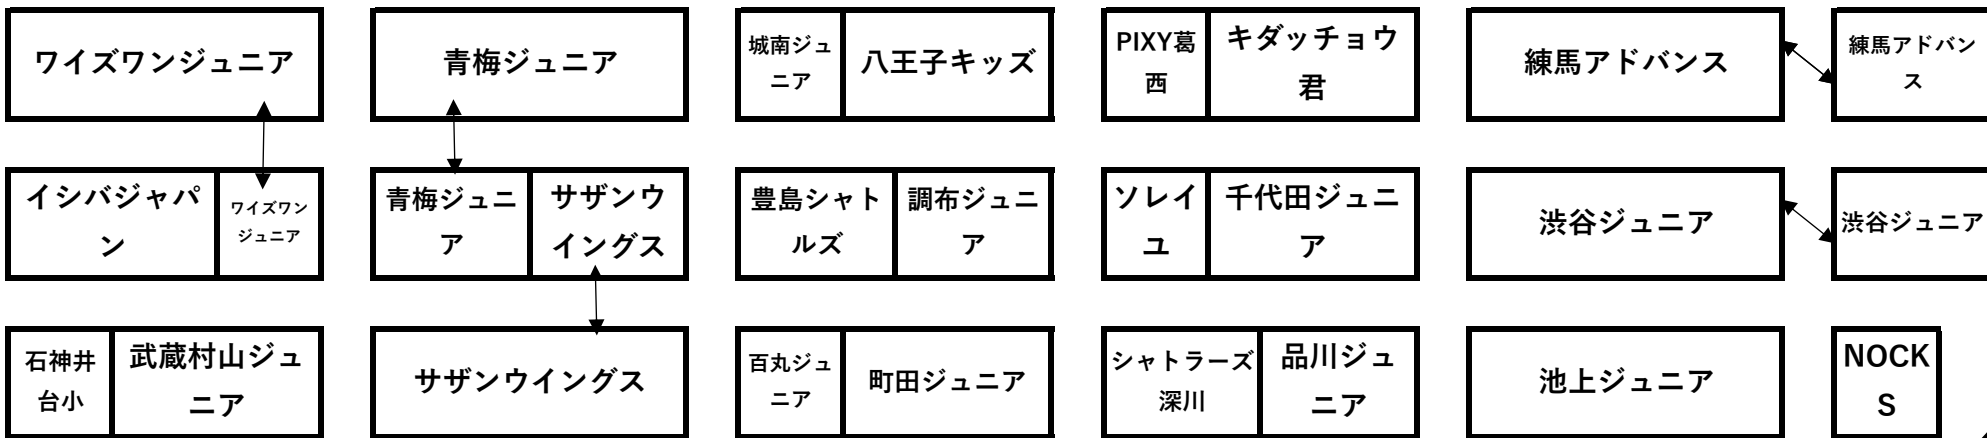 ワイズワンジュニア
青梅ジュニア
城南ジュ
ニア
八王子キッズ
PIXY葛
西
キダッチョウ
君
練馬アドバンス
練馬アドバン
ス
イシバジャパ
ン
ワイズワン
ジュニア
青梅ジュニ
ア
サザンウ
イングス
豊島シャト
ルズ
調布ジュニ
ア
ソレイ
ユ
千代田ジュニ
ア
渋谷ジュニア
渋谷ジュニア
石神井
台小
武蔵村山ジュ
ニア
サザンウイングス
百丸ジュ
ニア
町田ジュニア
シャトラーズ
深川
品川ジュ
ニア
池上ジュニア
NOCK
S